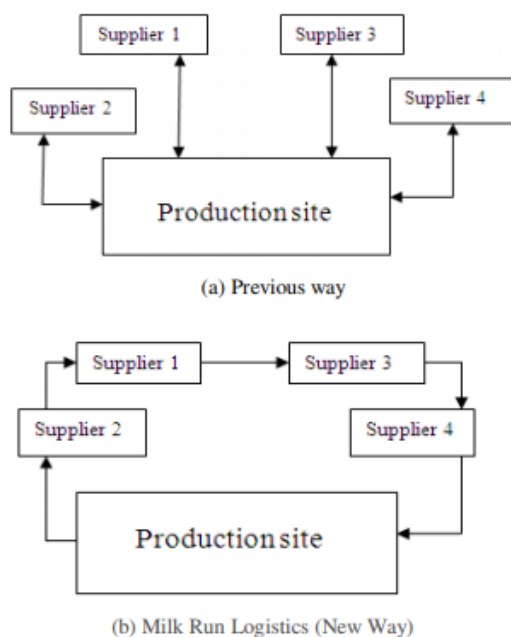 Supplier 1
Supplier 3
Supplier 2
Supplier 4
Production site
(a) Previous way
Supplier 1
Supplier 3
Supplier 2
Supplier 4
Production site
(b) Milk Run Logistics (New Way)